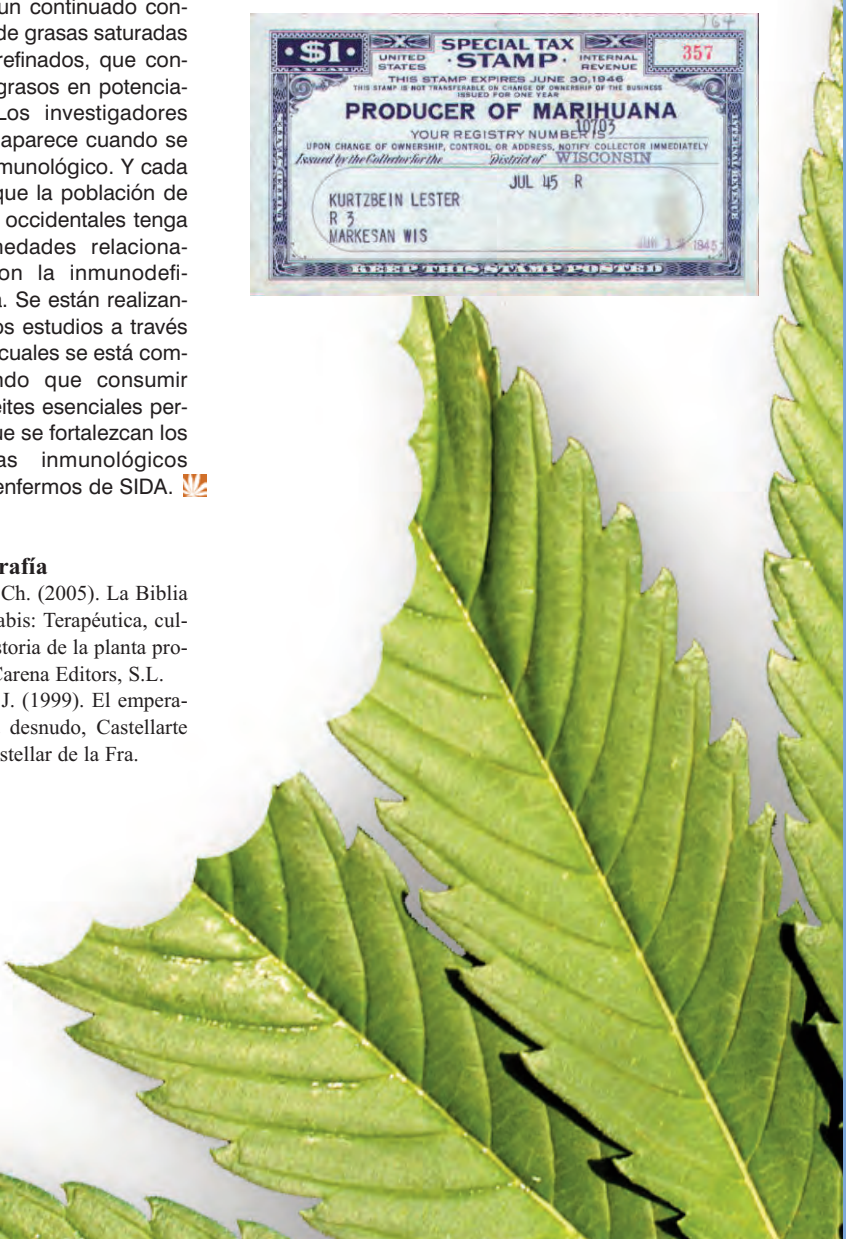 un continuado con-
de grasas saturadas
refinados, que con-
grasos en potencia-
Los investigadores
aparece cuando se
munológico. Y cada
que la población de
occidentales tenga
medades relaciona-
on la inmunodefi-
a. Se están realizan-
os estudios a través
cuales se está com-
ndo que consumir
eites esenciales per-
ue se fortalezcan los
as inmunológicos
enfermos de SIDA.
rafía
Ch. (2005). La Biblia
abis: Terapéutica, cul-
storia de la planta pro-
Carena Editors, S.L.
J. (1999). El empera-
desnudo, Castellarte
stellar de la Fra.
164
$1 A YEAR UNITED STATES SPECIAL TAX STAMP INTERNAL REVENUE 357
THIS STAMP EXPIRES JUNE 30, 1946
THIS STAMP IS NOT TRANSFERABLE ON CHANGE OF OWNERSHIP OF THE BUSINESS
ISSUED FOR ONE YEAR
PRODUCER OF MARIHUANA
YOUR REGISTRY NUMBER IS 10703
UPON CHANGE OF OWNERSHIP, CONTROL OR ADDRESS, NOTIFY COLLECTOR IMMEDIATELY
Issued by the Collector for the District of WISCONSIN
JUL 45 R
KURTZBEIN LESTER
R 3
MARKESAN WIS
1945
KEEP THIS STAMP POSTED
UNITED STATES
INTERNAL REVENUE